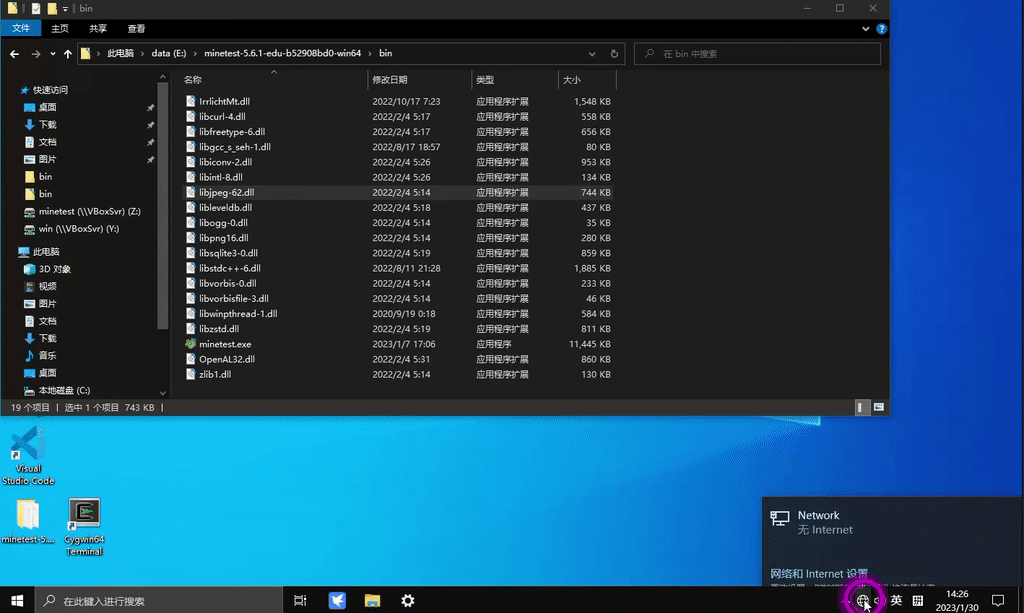 bin
文件 主页 共享 查看
此电脑 › data (E:) › minetest-5.6.1-edu-b52908bd0-win64 › bin
在 bin 中搜索
名称 修改日期 类型 大小
快速访问
桌面
下载
文档
图片
bin
bin
minetest (\\VBoxSvr) (Z:)
win (\\VBoxSvr) (Y:)
此电脑
3D 对象
视频
图片
文档
下载
音乐
桌面
本地磁盘 (C:)
IrrlichtMt.dll 2022/10/17 7:23 应用程序扩展 1,548 KB
libcurl-4.dll 2022/2/4 5:17 应用程序扩展 558 KB
libfreetype-6.dll 2022/2/4 5:17 应用程序扩展 656 KB
libgcc_s_seh-1.dll 2022/8/17 18:57 应用程序扩展 80 KB
libiconv-2.dll 2022/2/4 5:26 应用程序扩展 953 KB
libintl-8.dll 2022/2/4 5:26 应用程序扩展 134 KB
libjpeg-62.dll 2022/2/4 5:14 应用程序扩展 744 KB
libleveldb.dll 2022/2/4 5:18 应用程序扩展 437 KB
libogg-0.dll 2022/2/4 5:14 应用程序扩展 35 KB
libpng16.dll 2022/2/4 5:14 应用程序扩展 280 KB
libsqlite3-0.dll 2022/2/4 5:19 应用程序扩展 859 KB
libstdc++-6.dll 2022/8/11 21:28 应用程序扩展 1,885 KB
libvorbis-0.dll 2022/2/4 5:14 应用程序扩展 233 KB
libvorbisfile-3.dll 2022/2/4 5:14 应用程序扩展 46 KB
libwinpthread-1.dll 2020/9/19 0:18 应用程序扩展 584 KB
libzstd.dll 2022/2/4 5:19 应用程序扩展 811 KB
minetest.exe 2023/1/7 17:06 应用程序 11,445 KB
OpenAL32.dll 2022/2/4 5:31 应用程序扩展 860 KB
zlib1.dll 2022/2/4 5:14 应用程序扩展 130 KB
19 个项目 | 选中 1 个项目 743 KB |
Visual
Studio Code
minetest-5....
Cygwin64
Terminal
Network
无 Internet
网络和 Internet 设置
在此键入进行搜索
英 拼
14:26
2023/1/30